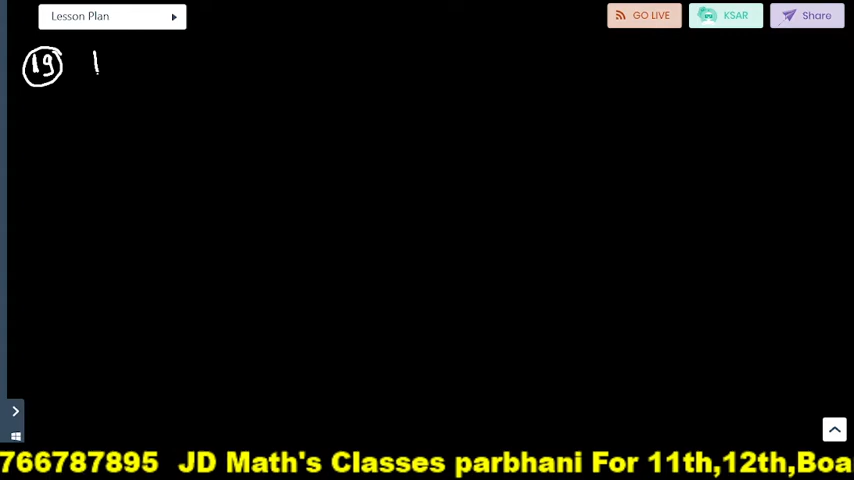 Lesson Plan
GO LIVE
KSAR
Share
19
766787895 JD Math's Classes parbhani For 11th,12th,Boa